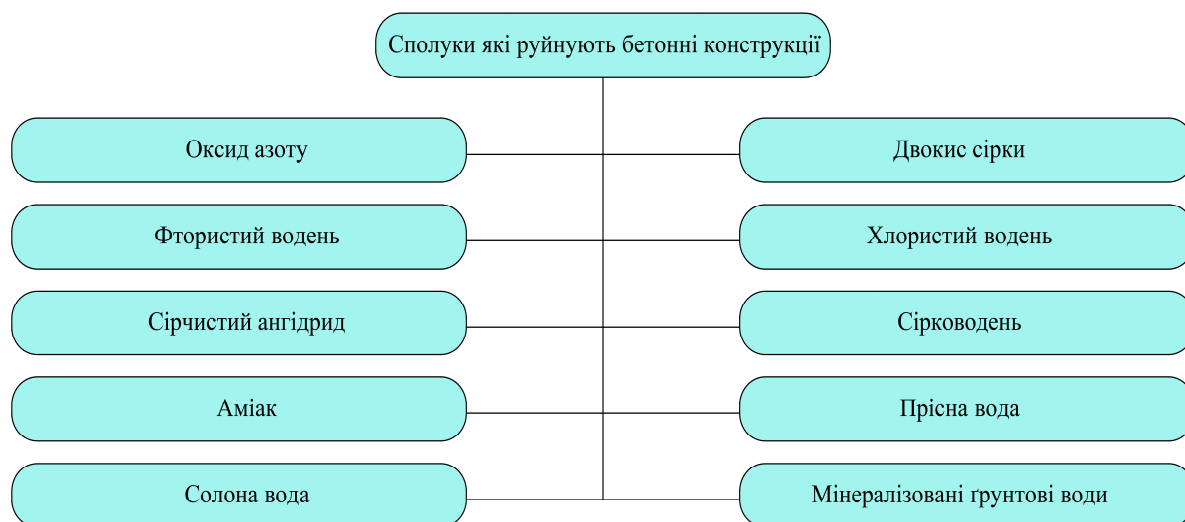 Сполуки які руйнують бетонні конструкції
Оксид азоту
Двокис сірки
Фтористий водень
Хлористий водень
Сірчистий ангідрид
Сірководень
Аміак
Прісна вода
Солона вода
Мінералізовані ґрунтові води